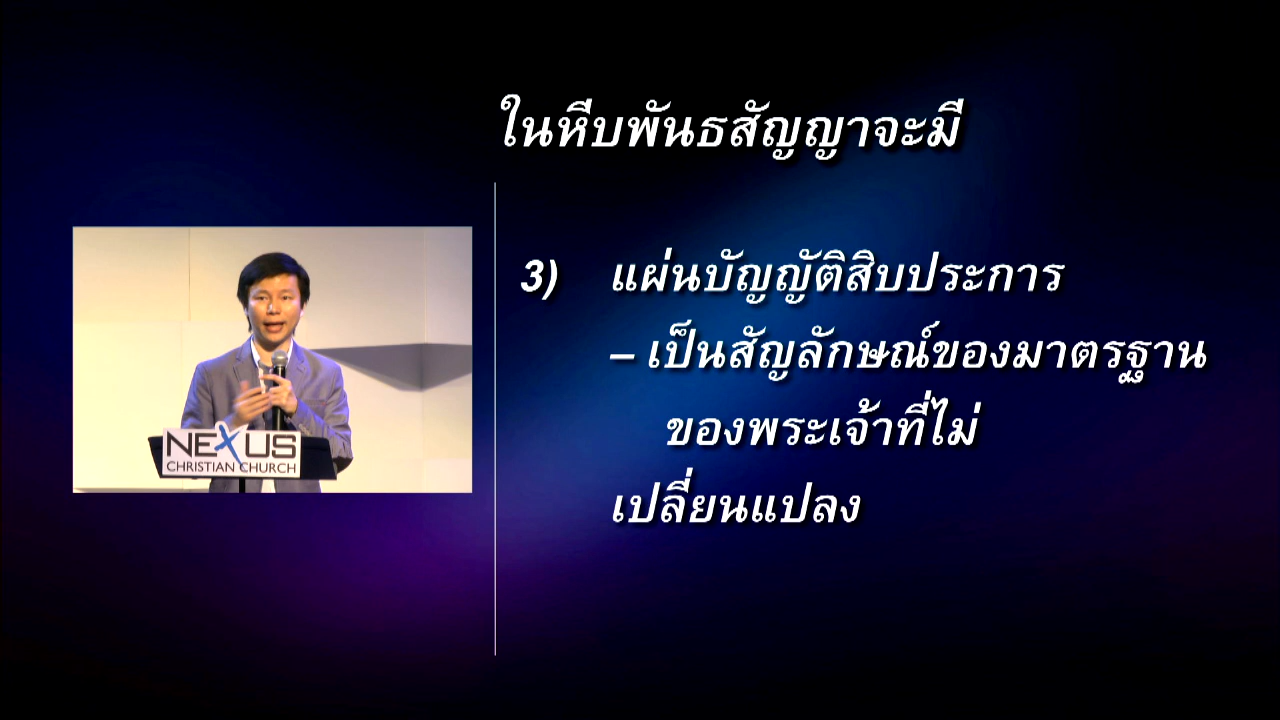 ในหีบพันธสัญญาจะมี
3) แผ่นบัญญัติสิบประการ
– เป็นสัญลักษณ์ของมาตรฐาน
ของพระเจ้าที่ไม่
เปลี่ยนแปลง
NEXUS
CHRISTIAN CHURCH